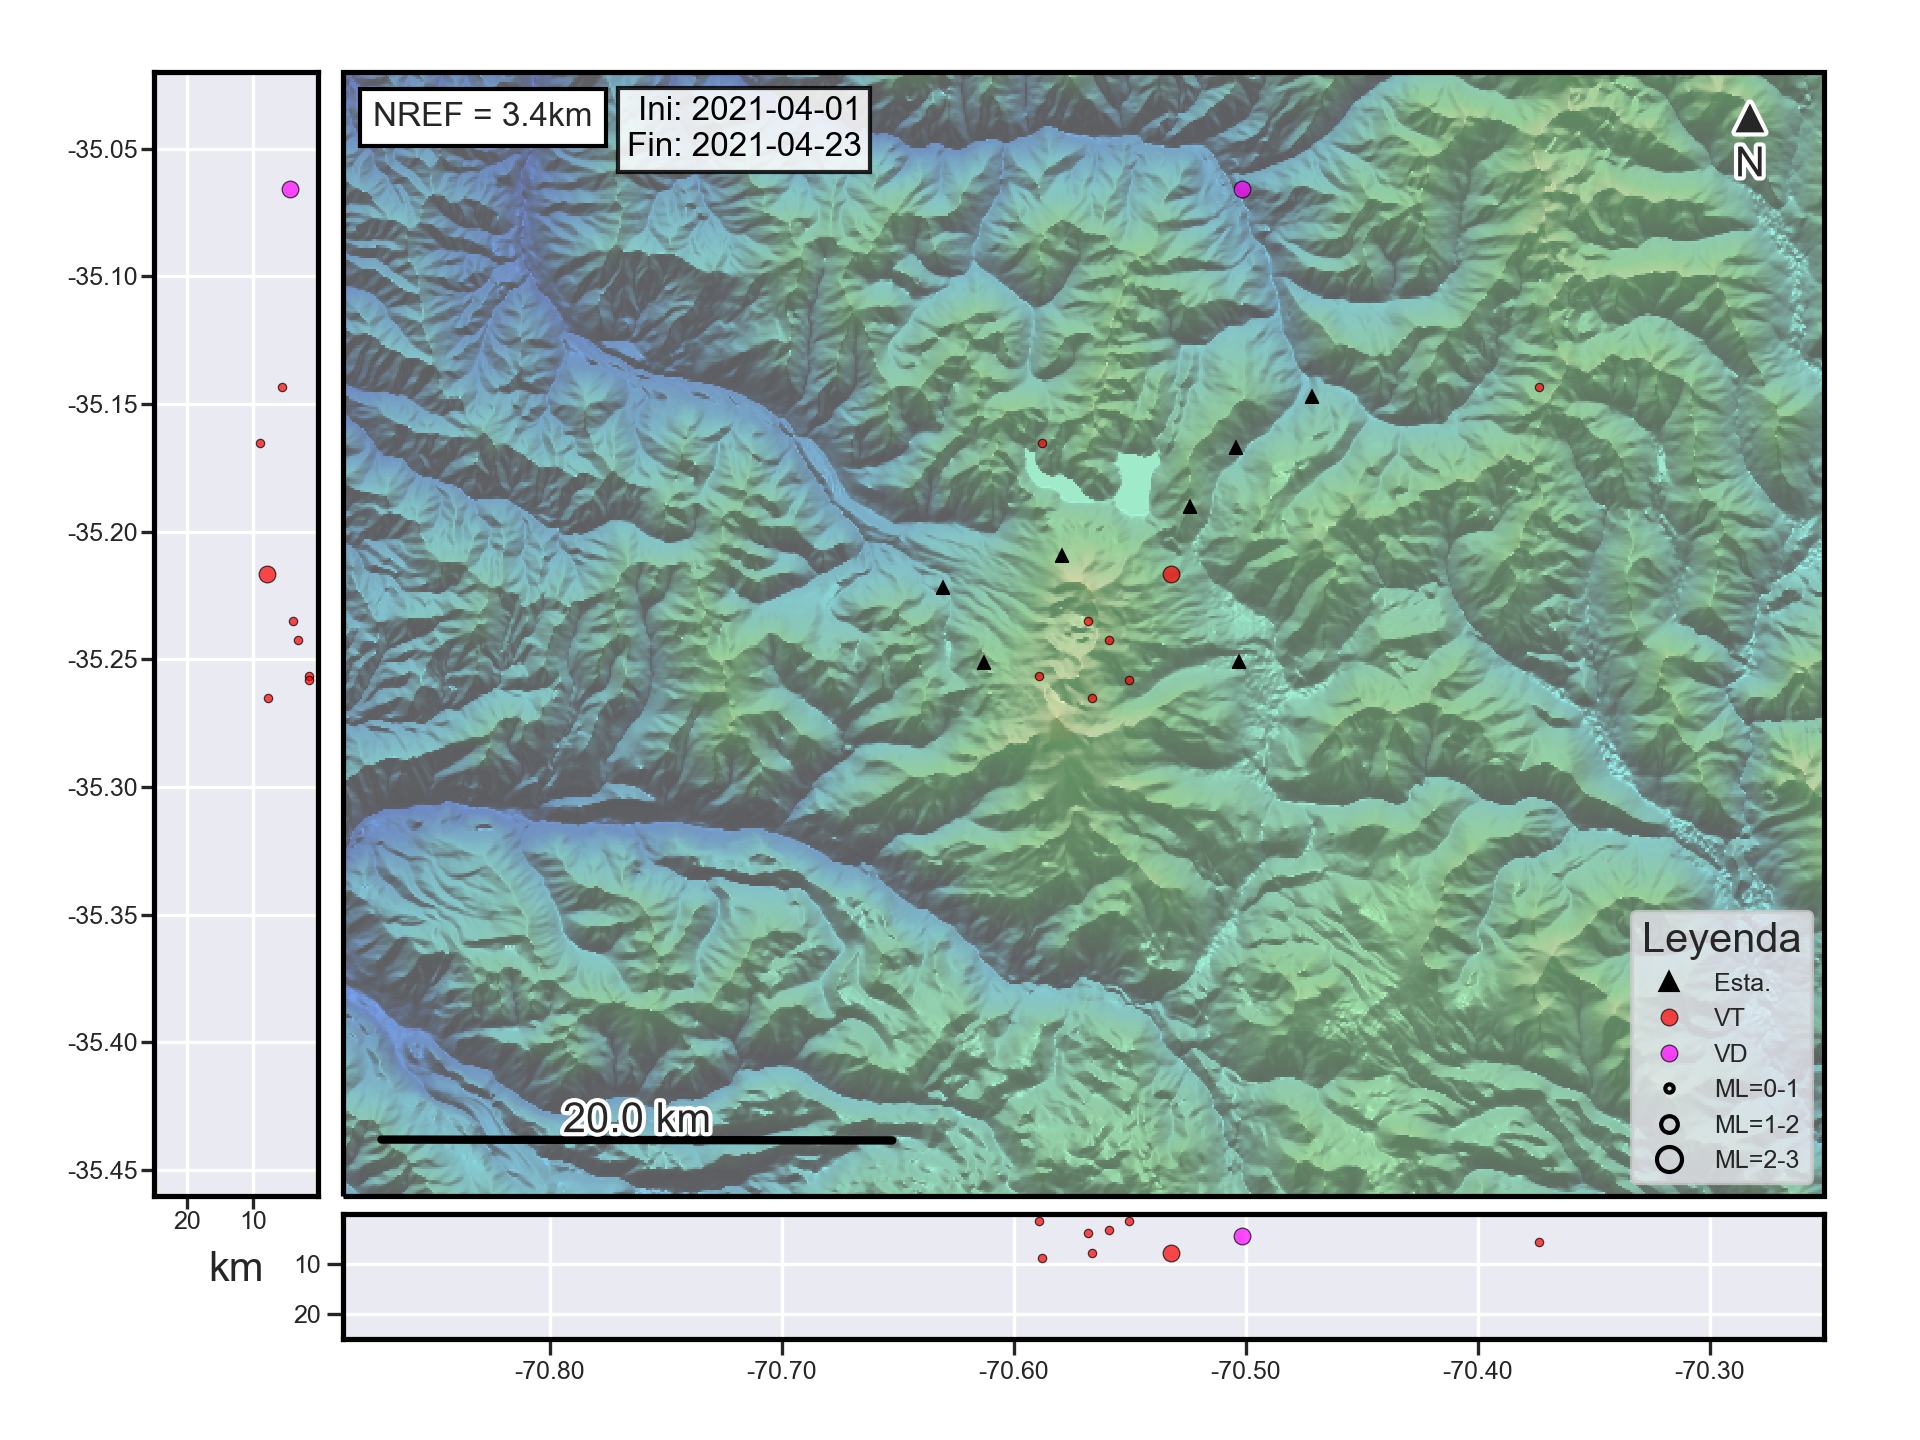 NREF = 3.4km
Ini: 2021-04-01
Fin: 2021-04-23
N
-35.05
-35.10
-35.15
-35.20
-35.25
-35.30
-35.35
-35.40
-35.45
20.0 km
Leyenda
Esta.
VT
VD
ML=0-1
ML=1-2
ML=2-3
20 10
km
10
20
-70.80 -70.70 -70.60 -70.50 -70.40 -70.30